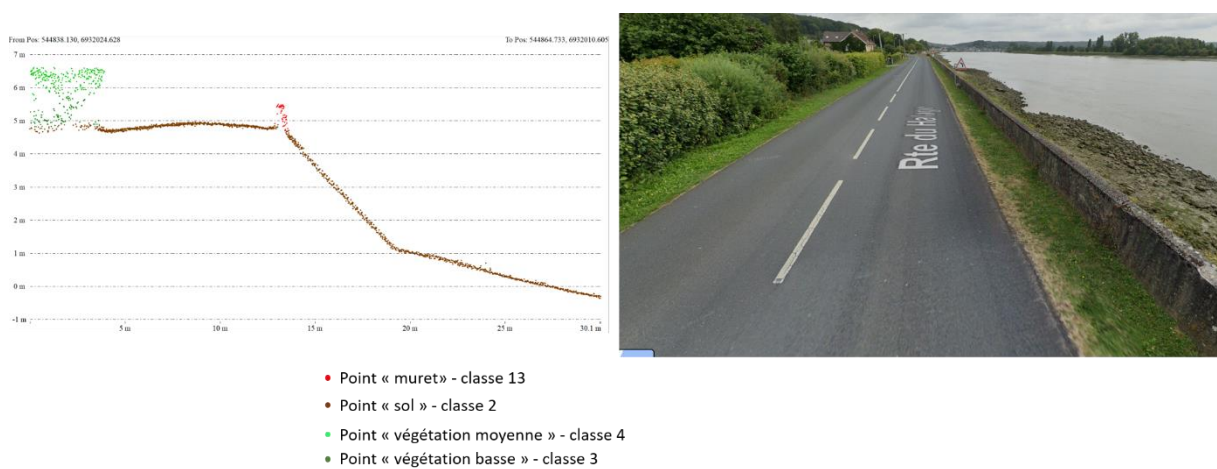 From Pos: 544838.130, 6932024.628
To Pos: 544864.733, 6932010.605
7 m
6 m
5 m
4 m
3 m
2 m
1 m
0 m
-1 m
5 m
10 m
15 m
20 m
25 m
30.1 m
Rte du Havre
• Point « muret» - classe 13
• Point « sol » - classe 2
• Point « végétation moyenne » - classe 4
• Point « végétation basse » - classe 3